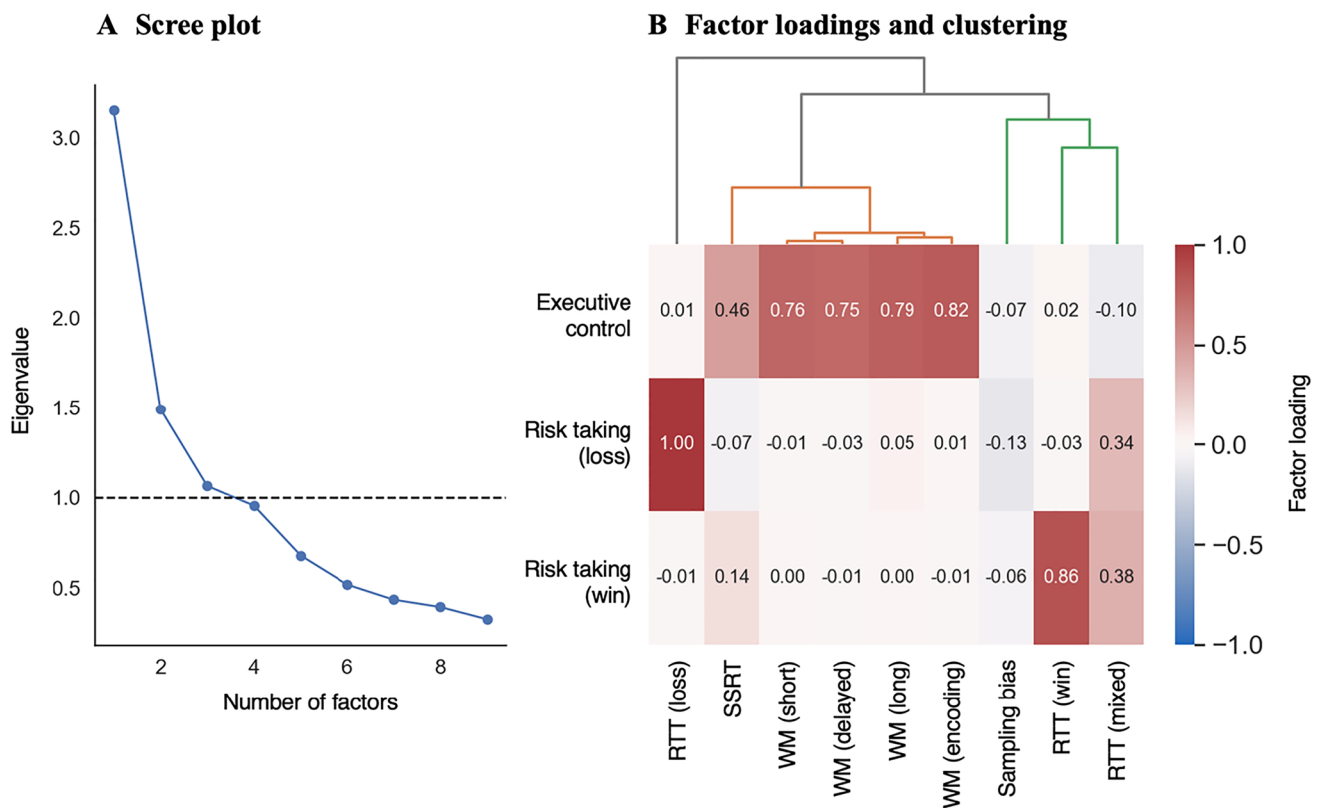 A Scree plot
3.0
2.5
2.0
1.5
1.0
0.5
Eigenvalue
2 4 6 8
Number of factors
B Factor loadings and clustering
Executive
control
0.01 0.46 0.76 0.75 0.79 0.82 -0.07 0.02 -0.10
Risk taking
(loss)
1.00 -0.07 -0.01 -0.03 0.05 0.01 -0.13 -0.03 0.34
Risk taking
(win)
-0.01 0.14 0.00 -0.01 0.00 -0.01 -0.06 0.86 0.38
RTT (loss)
SSRT
WM (short)
WM (delayed)
WM (long)
WM (encoding)
Sampling bias
RTT (win)
RTT (mixed)
1.0
0.5
0.0
−0.5
−1.0
Factor loading